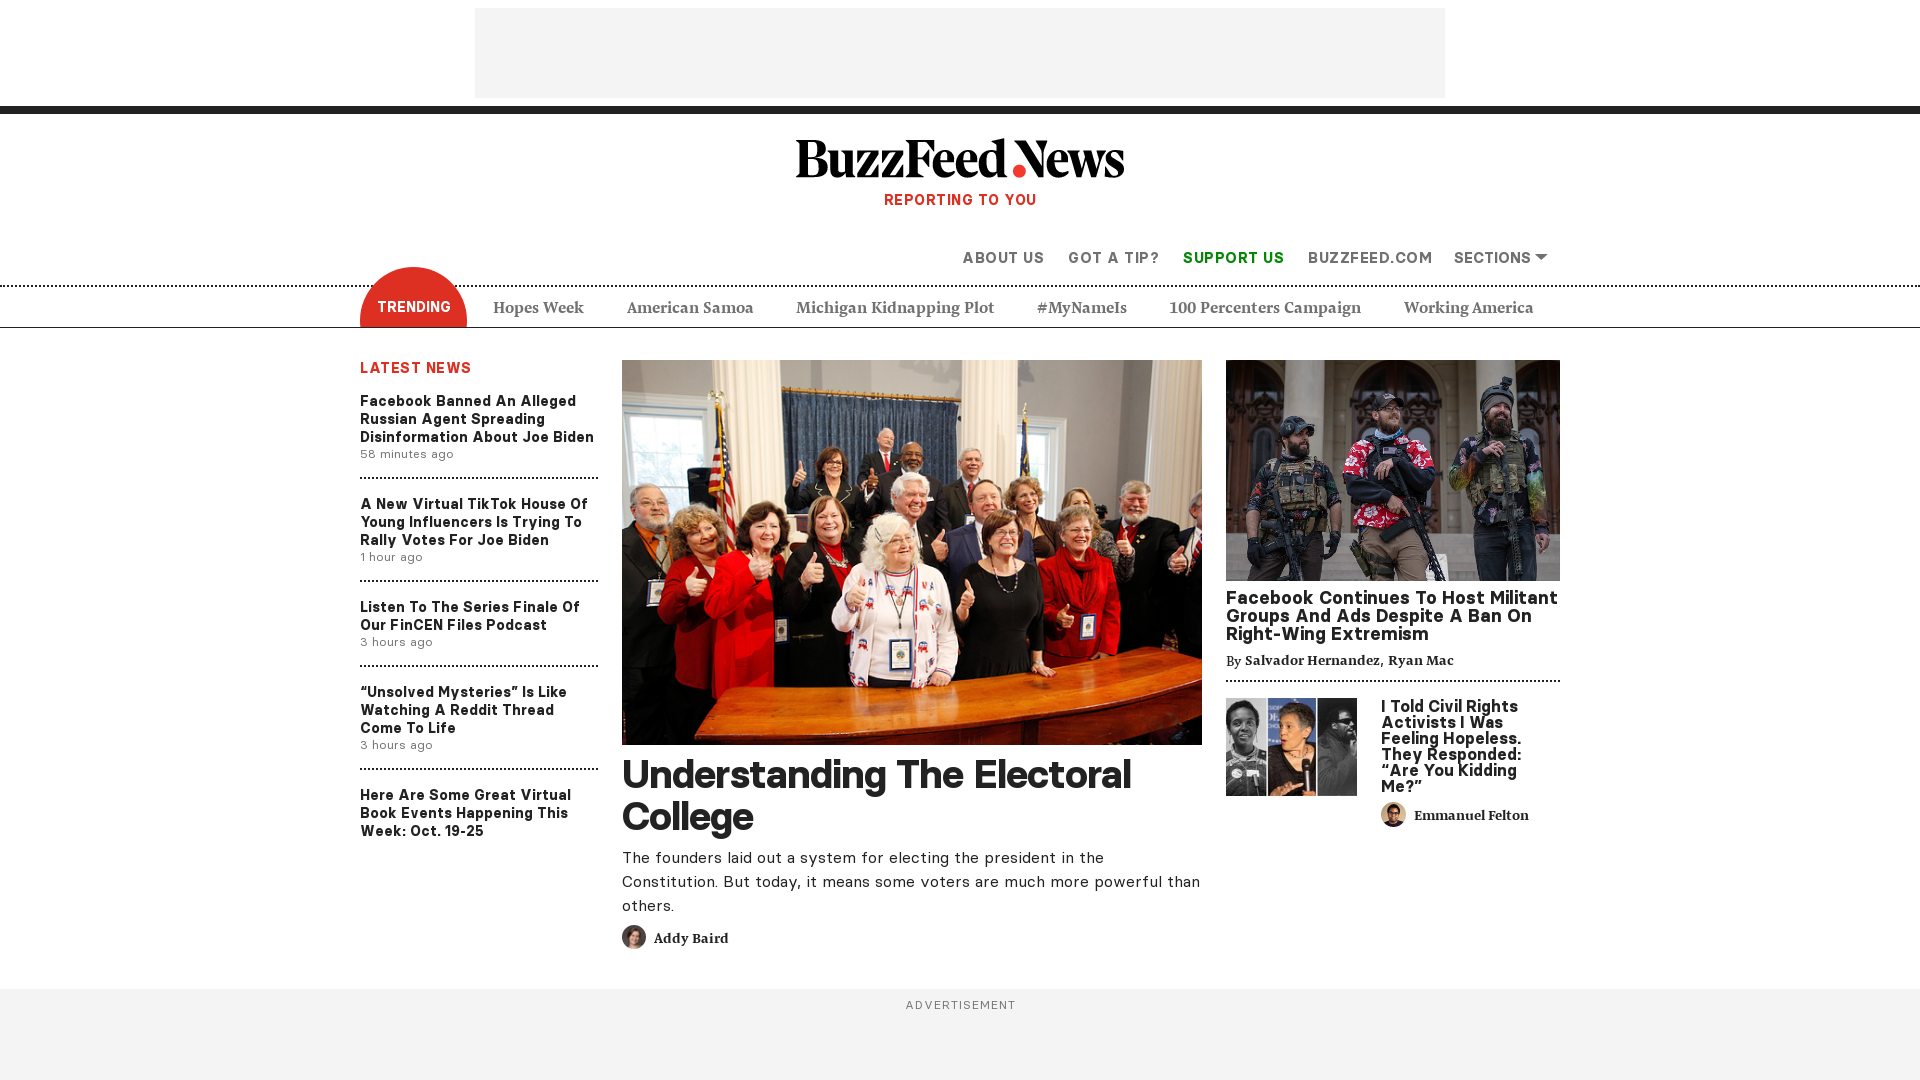 BuzzFeed News
REPORTING TO YOU
ABOUT US GOT A TIP? SUPPORT US BUZZFEED.COM SECTIONS
TRENDING Hopes Week American Samoa Michigan Kidnapping Plot #MyNameIs 100 Percenters Campaign Working America
LATEST NEWS
Facebook Banned An Alleged
Russian Agent Spreading
Disinformation About Joe Biden
58 minutes ago
A New Virtual TikTok House Of
Young Influencers Is Trying To
Rally Votes For Joe Biden
1 hour ago
Listen To The Series Finale Of
Our FinCEN Files Podcast
3 hours ago
“Unsolved Mysteries” Is Like
Watching A Reddit Thread
Come To Life
3 hours ago
Here Are Some Great Virtual
Book Events Happening This
Week: Oct. 19-25
Understanding The Electoral
College
The founders laid out a system for electing the president in the
Constitution. But today, it means some voters are much more powerful than
others.
Addy Baird
Facebook Continues To Host Militant
Groups And Ads Despite A Ban On
Right-Wing Extremism
By Salvador Hernandez, Ryan Mac
I Told Civil Rights
Activists I Was
Feeling Hopeless.
They Responded:
“Are You Kidding
Me?”
Emmanuel Felton
ADVERTISEMENT